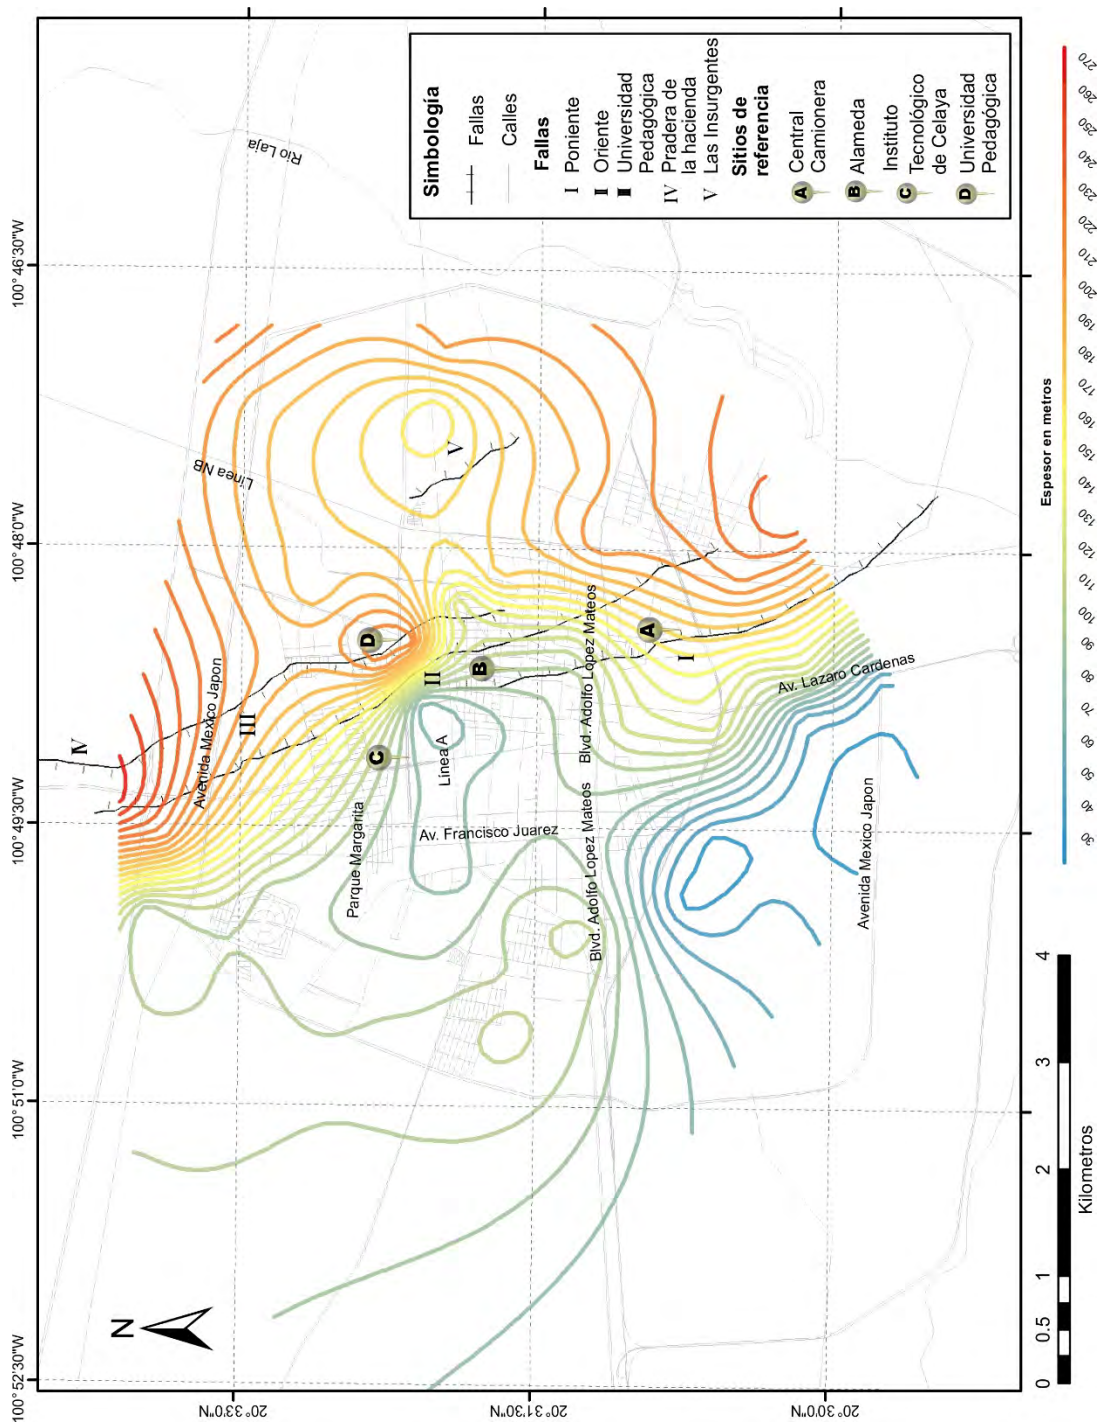 100°52'30"W
100°51'0"W
100°49'30"W
100°48'0"W
100°46'30"W
20°33'0"N
20°31'30"N
20°30'0"N
N
Rio Laja
Linea NB
Avenida Mexico Japon
IV
III
II
V
I
D
C
B
A
Parque Margarita
Linea A
Av. Francisco Juarez
Blvd. Adolfo Lopez Mateos
Blvd. Adolfo Lopez Mateos
Av. Lazaro Cardenas
Avenida Mexico Japon
Simbología
Fallas
Calles
Fallas
I Poniente
II Oriente
III Universidad
Pedagógica
IV Pradera de
la hacienda
V Las Insurgentes
Sitios de
referencia
A Central
Camionera
B Alameda
C Instituto
Tecnológico
de Celaya
D Universidad
Pedagógica
0 0.5 1 2 3 4
Kilometros
Espesor en metros
30 40 50 60 70 80 90 100 110 120 130 140 150 160 170 180 190 200 210 220 230 240 250 260 270